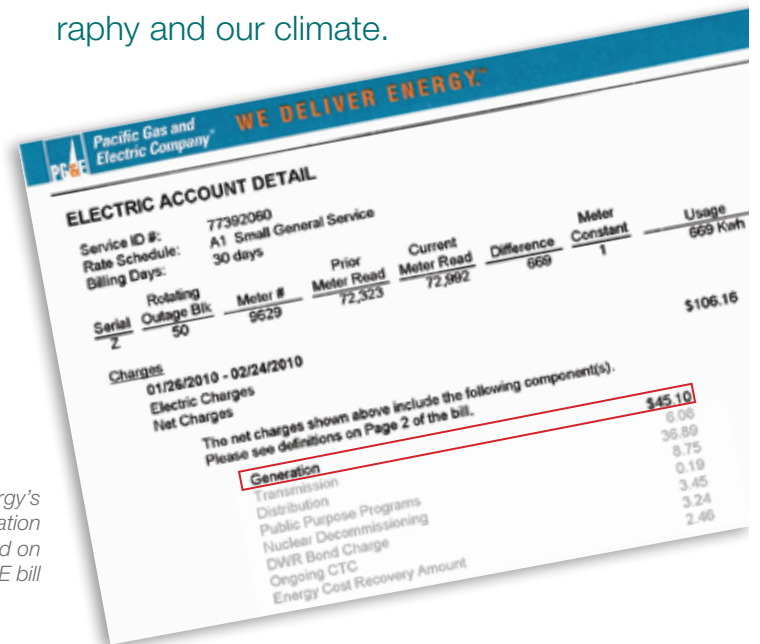 raphy and our climate.
Pacific Gas and
Electric Company®
WE DELIVER ENERGY.™
PG&E
ELECTRIC ACCOUNT DETAIL
Service ID #: 77392060
Rate Schedule: A1 Small General Service
Billing Days: 30 days
Serial Rotating Outage Blk Meter # Prior Meter Read Current Meter Read Difference Meter Constant Usage
Z 50 9629 72,323 72,992 669 1 669 Kwh
Charges
01/26/2010 - 02/24/2010
Electric Charges $106.16
Net Charges
The net charges shown above include the following component(s).
Please see definitions on Page 2 of the bill.
Generation $45.10
Transmission 6.08
Distribution 36.89
Public Purpose Programs 8.75
Nuclear Decommissioning 0.19
DWR Bond Charge 3.45
Ongoing CTC 3.24
Energy Cost Recovery Amount 2.46
rgy's
ation
d on
E bill